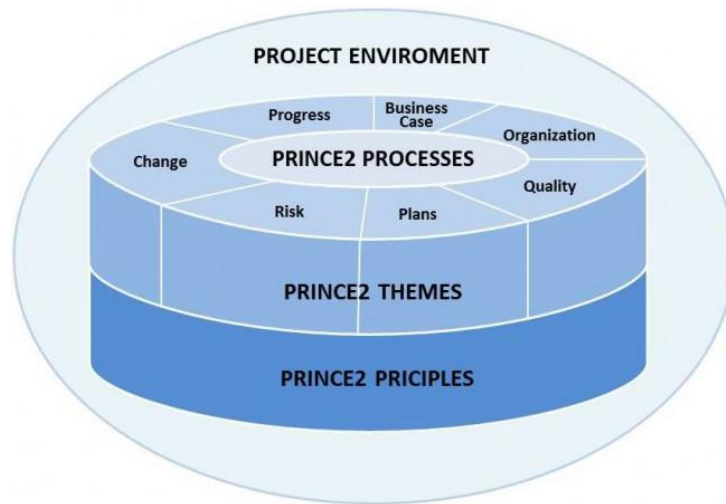 PROJECT ENVIROMENT
Progress
Business
Case
Organization
Change
PRINCE2 PROCESSES
Quality
Risk
Plans
PRINCE2 THEMES
PRINCE2 PRICIPLES